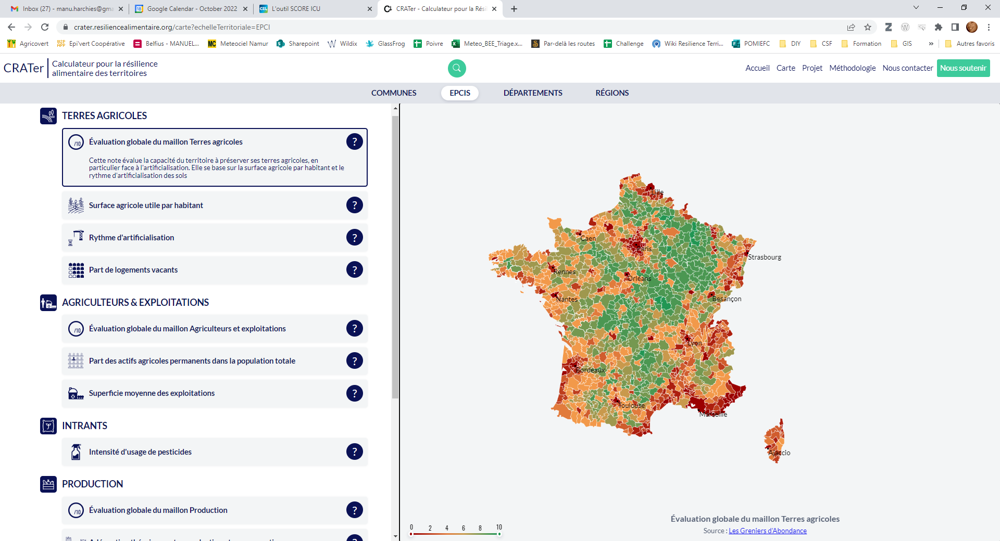 Inbox (27) - manu.harchies@gma
Google Calendar - October 2022
L'outil SCORE ICU
CRATer - Calculateur pour la Rési
crater.resiliencealimentaire.org/carte?echelleTerritoriale=EPCI
Agricovert
Epi'vert Coopérative
Belfius - MANUEL...
Meteociel Namur
Sharepoint
Wildix
GlassFrog
Poivre
Meteo_BEE_Triage.x...
Par-delà les routes
Challenge
Wiki Resilience Terri...
POMIEFC
DIY
CSF
Formation
GIS
»
Autres favoris
CRATer
Calculateur pour la résilience
alimentaire des territoires
Accueil
Carte
Projet
Méthodologie
Nous contacter
Nous soutenir
COMMUNES
EPCIS
DÉPARTEMENTS
RÉGIONS
TERRES AGRICOLES
/10
Évaluation globale du maillon Terres agricoles
?
Cette note évalue la capacité du territoire à préserver ses terres agricoles, en
particulier face à l'artificialisation. Elle se base sur la surface agricole par habitant et le
rythme d'artificialisation des sols
Surface agricole utile par habitant
?
Rythme d'artificialisation
?
Part de logements vacants
?
AGRICULTEURS & EXPLOITATIONS
/10
Évaluation globale du maillon Agriculteurs et exploitations
?
Part des actifs agricoles permanents dans la population totale
?
Superficie moyenne des exploitations
?
INTRANTS
Intensité d'usage de pesticides
?
PRODUCTION
/10
Évaluation globale du maillon Production
?
Lille
Caen
Paris
Strasbourg
Rennes
Orléans
Nantes
Besançon
Lyon
Bordeaux
Toulouse
Marseille
Ajaccio
0 2 4 6 8 10
Évaluation globale du maillon Terres agricoles
Source : Les Greniers d'Abondance